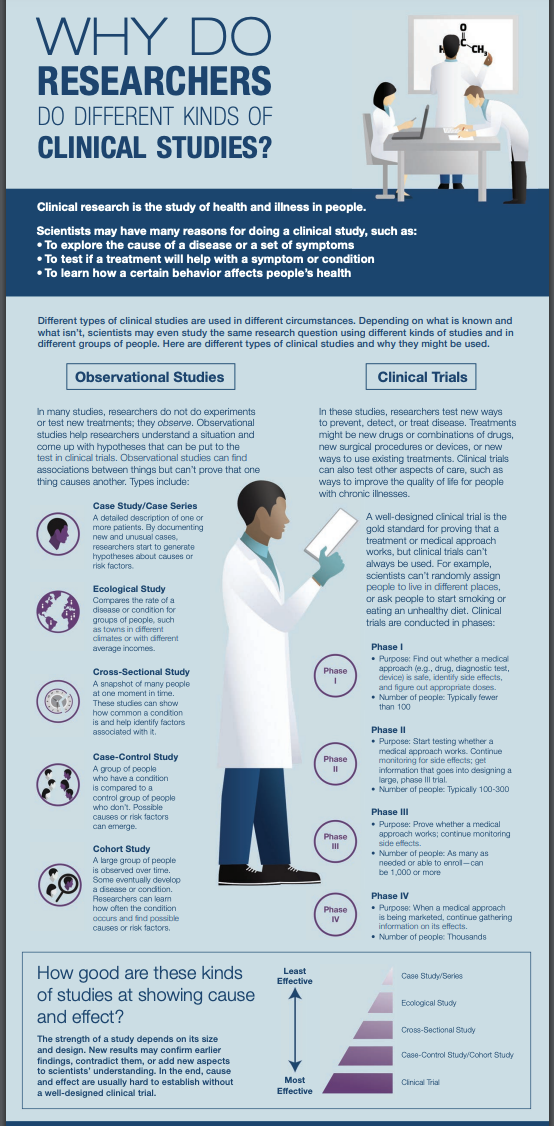 WHY DO
RESEARCHERS
DO DIFFERENT KINDS OF
CLINICAL STUDIES?
O
C
H
CH3
Clinical research is the study of health and illness in people.
Scientists may have many reasons for doing a clinical study, such as:
• To explore the cause of a disease or a set of symptoms
• To test if a treatment will help with a symptom or condition
• To learn how a certain behavior affects people's health
Different types of clinical studies are used in different circumstances. Depending on what is known and
what isn't, scientists may even study the same research question using different kinds of studies and in
different groups of people. Here are different types of clinical studies and why they might be used.
Observational Studies
In many studies, researchers do not do experiments
or test new treatments; they observe. Observational
studies help researchers understand a situation and
come up with hypotheses that can be put to the
test in clinical trials. Observational studies can find
associations between things but can't prove that one
thing causes another. Types include:
Case Study/Case Series
A detailed description of one or
more patients. By documenting
new and unusual cases,
researchers start to generate
hypotheses about causes or
risk factors.
Ecological Study
Compares the rate of a
disease or condition for
groups of people, such
as towns in different
climates or with different
average incomes.
Cross-Sectional Study
A snapshot of many people
at one moment in time.
These studies can show
how common a condition
is and help identify factors
associated with it.
Case-Control Study
A group of people
who have a condition
is compared to a
control group of people
who don't. Possible
causes or risk factors
can emerge.
Cohort Study
A large group of people
is observed over time.
Some eventually develop
a disease or condition.
Researchers can learn
how often the condition
occurs and find possible
causes or risk factors.
Clinical Trials
In these studies, researchers test new ways
to prevent, detect, or treat disease. Treatments
might be new drugs or combinations of drugs,
new surgical procedures or devices, or new
ways to use existing treatments. Clinical trials
can also test other aspects of care, such as
ways to improve the quality of life for people
with chronic illnesses.
A well-designed clinical trial is the
gold standard for proving that a
treatment or medical approach
works, but clinical trials can't
always be used. For example,
scientists can't randomly assign
people to live in different places,
or ask people to start smoking or
eating an unhealthy diet. Clinical
trials are conducted in phases:
Phase
I
Phase I
• Purpose: Find out whether a medical
approach (e.g., drug, diagnostic test,
device) is safe, identify side effects,
and figure out appropriate doses.
• Number of people: Typically fewer
than 100
Phase
II
Phase II
• Purpose: Start testing whether a
medical approach works. Continue
monitoring for side effects; get
information that goes into designing a
large, phase III trial.
• Number of people: Typically 100-300
Phase
III
Phase III
• Purpose: Prove whether a medical
approach works; continue monitoring
side effects.
• Number of people: As many as
needed or able to enroll—can
be 1,000 or more
Phase
IV
Phase IV
• Purpose: When a medical approach
is being marketed, continue gathering
information on its effects.
• Number of people: Thousands
How good are these kinds
of studies at showing cause
and effect?
The strength of a study depends on its size
and design. New results may confirm earlier
findings, contradict them, or add new aspects
to scientists' understanding. In the end, cause
and effect are usually hard to establish without
a well-designed clinical trial.
Least
Effective
Most
Effective
Case Study/Series
Ecological Study
Cross-Sectional Study
Case-Control Study/Cohort Study
Clinical Trial